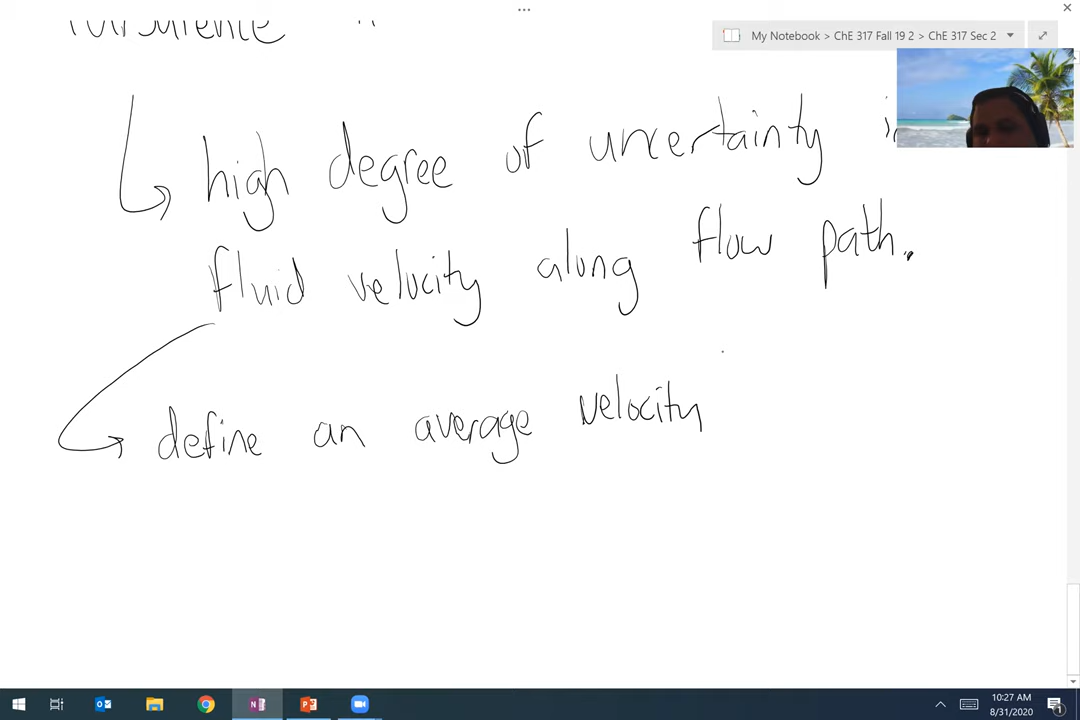 My Notebook > ChE 317 Fall 19 2 > ChE 317 Sec 2
high degree of uncertainty
fluid velocity along flow path.
define an average velocity
10:27 AM
8/31/2020